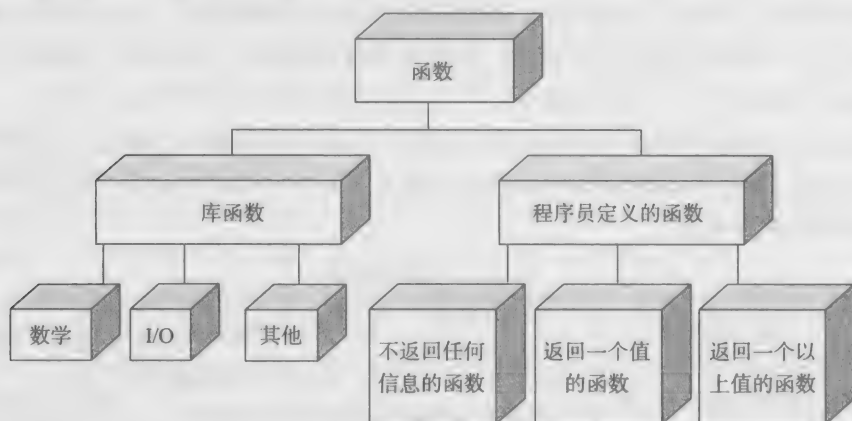 函数
库函数
程序员定义的函数
数学
I/O
其他
不返回任何
信息的函数
返回一个值
的函数
返回一个以
上值的函数